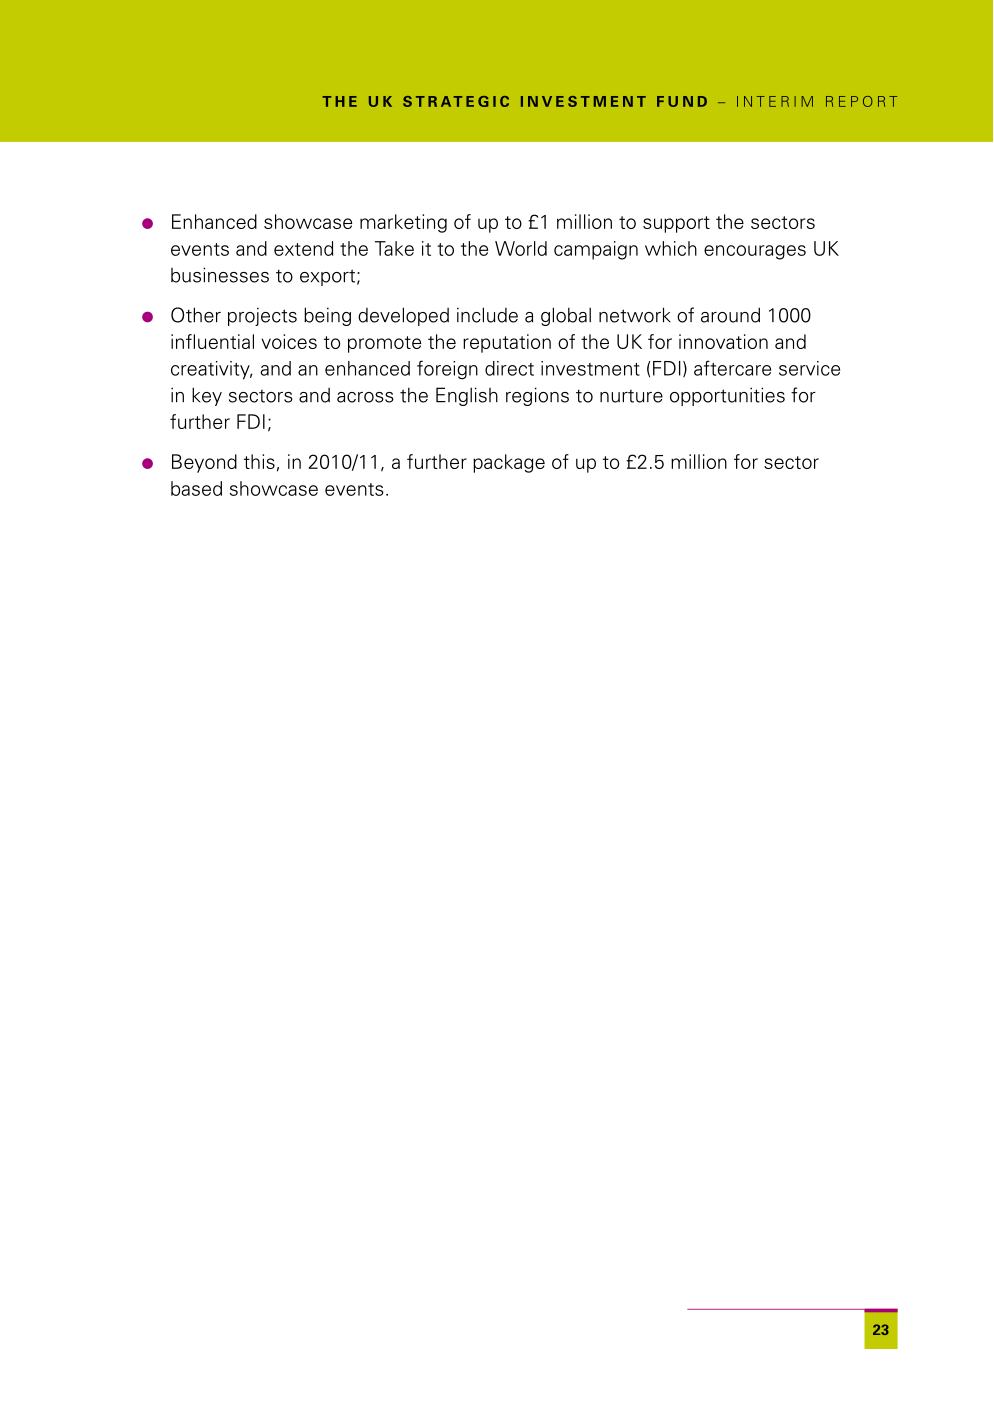 THE UK STRATEGIC INVESTMENT FUND – INTERIM REPORT
● Enhanced showcase marketing of up to £1 million to support the sectors
events and extend the Take it to the World campaign which encourages UK
businesses to export;
● Other projects being developed include a global network of around 1000
influential voices to promote the reputation of the UK for innovation and
creativity, and an enhanced foreign direct investment (FDI) aftercare service
in key sectors and across the English regions to nurture opportunities for
further FDI;
● Beyond this, in 2010/11, a further package of up to £2.5 million for sector
based showcase events.
23